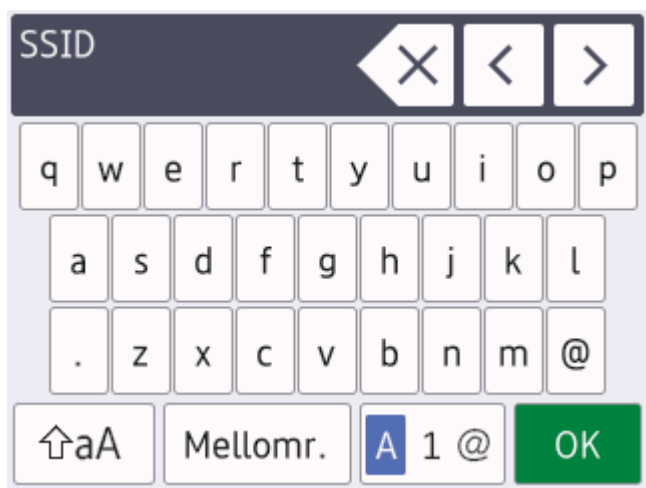 SSID
q w e r t y u i o p
a s d f g h j k l
. z x c v b n m @
aA Mellomr. A 1 @ OK